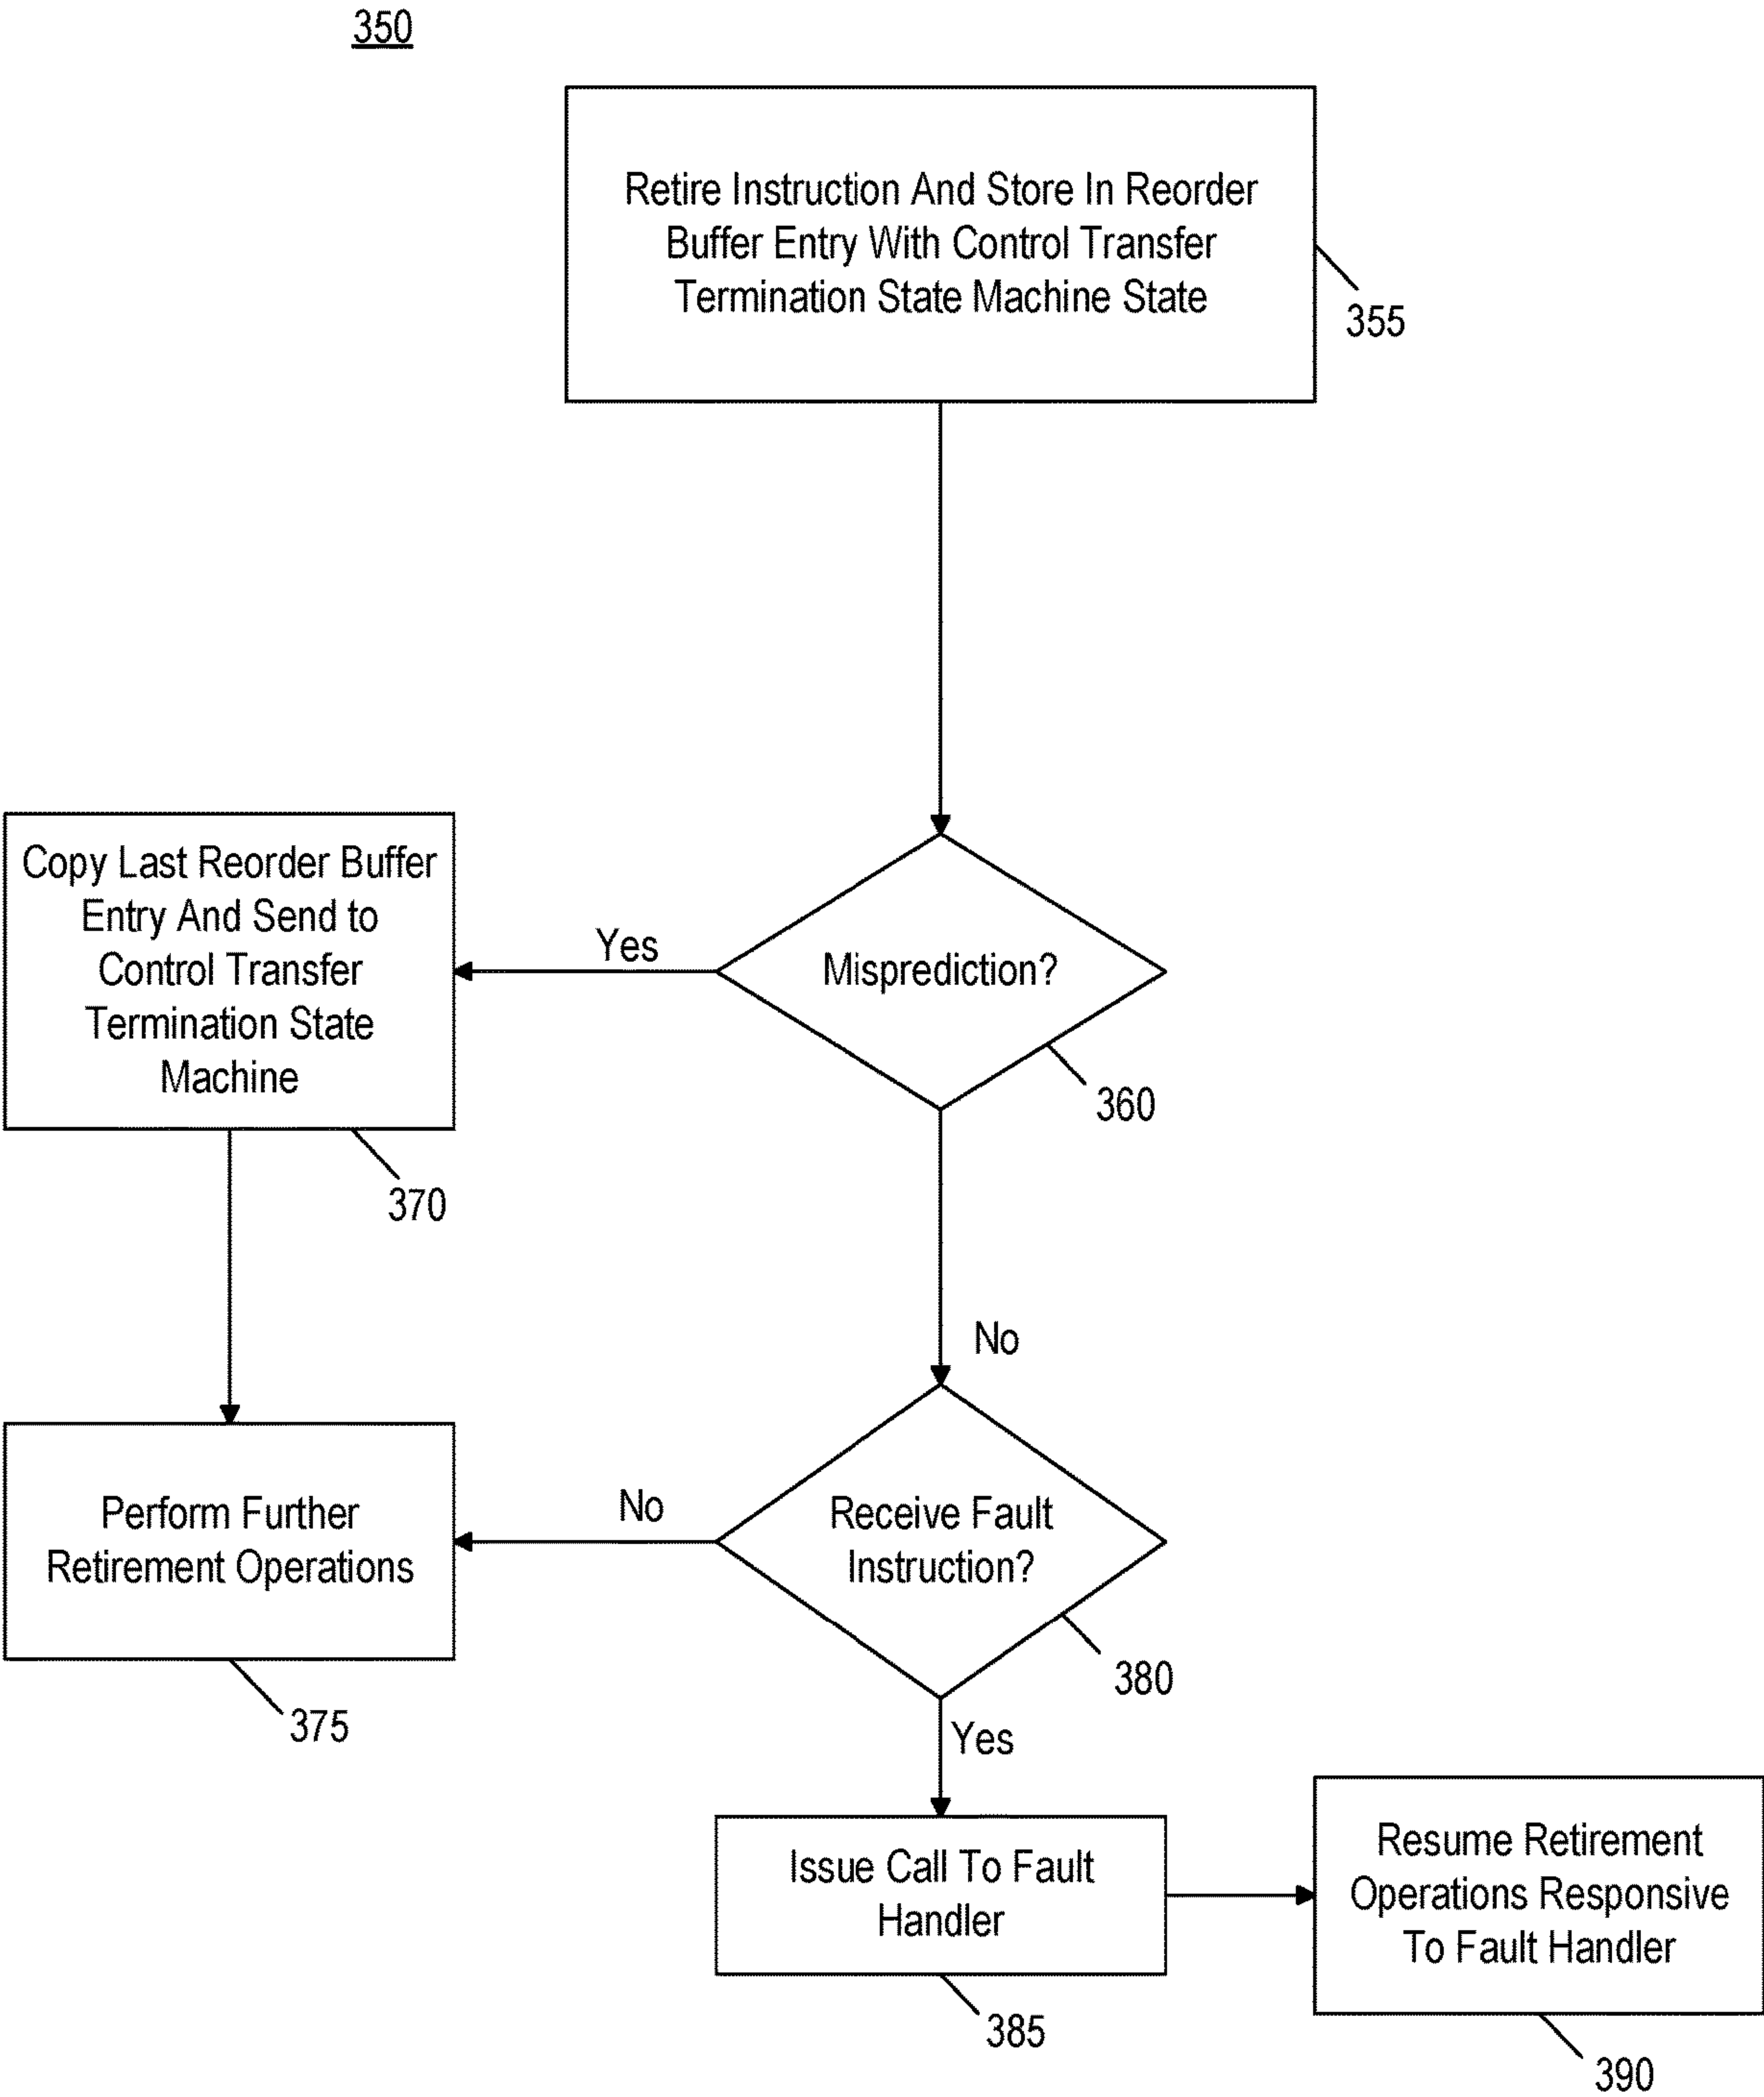 350
Retire Instruction And Store In Reorder
Buffer Entry With Control Transfer
Termination State Machine State
355
Copy Last Reorder Buffer
Entry And Send to
Control Transfer
Termination State
Machine
370
Yes
Misprediction?
360
No
Perform Further
Retirement Operations
375
No
Receive Fault
Instruction?
380
Yes
Issue Call To Fault
Handler
385
Resume Retirement
Operations Responsive
To Fault Handler
390